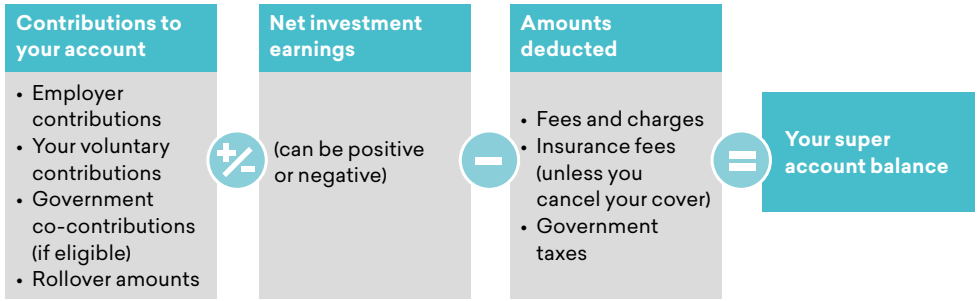 Contributions to
your account
• Employer
contributions
• Your voluntary
contributions
• Government
co-contributions
(if eligible)
• Rollover amounts
+/-
Net investment
earnings
(can be positive
or negative)
−
Amounts
deducted
• Fees and charges
• Insurance fees
(unless you
cancel your cover)
• Government
taxes
=
Your super
account balance